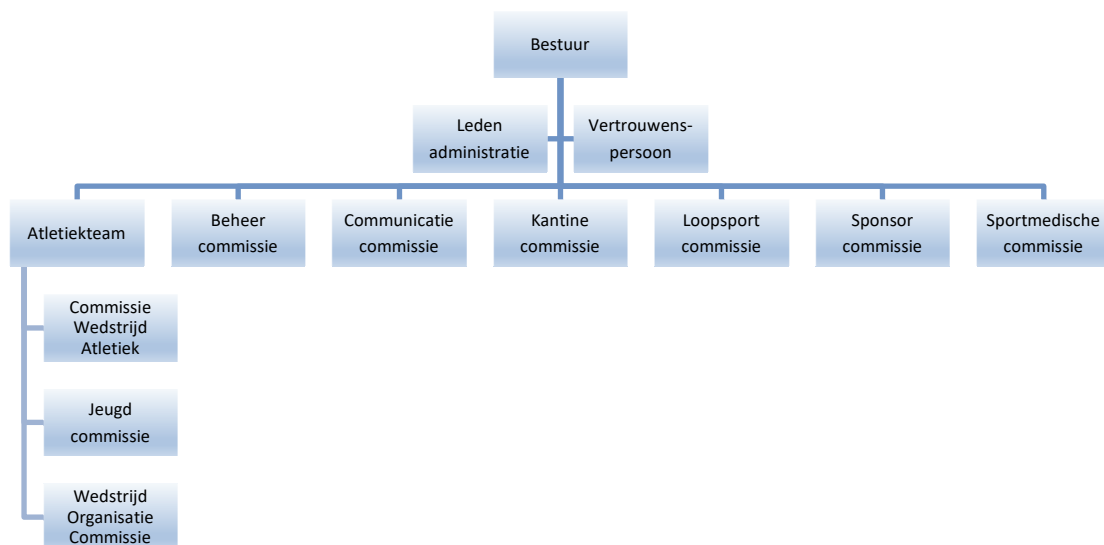 Bestuur
Leden
administratie
Vertrouwens-
persoon
Atletiekteam
Beheer
commissie
Communicatie
commissie
Kantine
commissie
Loopsport
commissie
Sponsor
commissie
Sportmedische
commissie
Commissie
Wedstrijd
Atletiek
Jeugd
commissie
Wedstrijd
Organisatie
Commissie